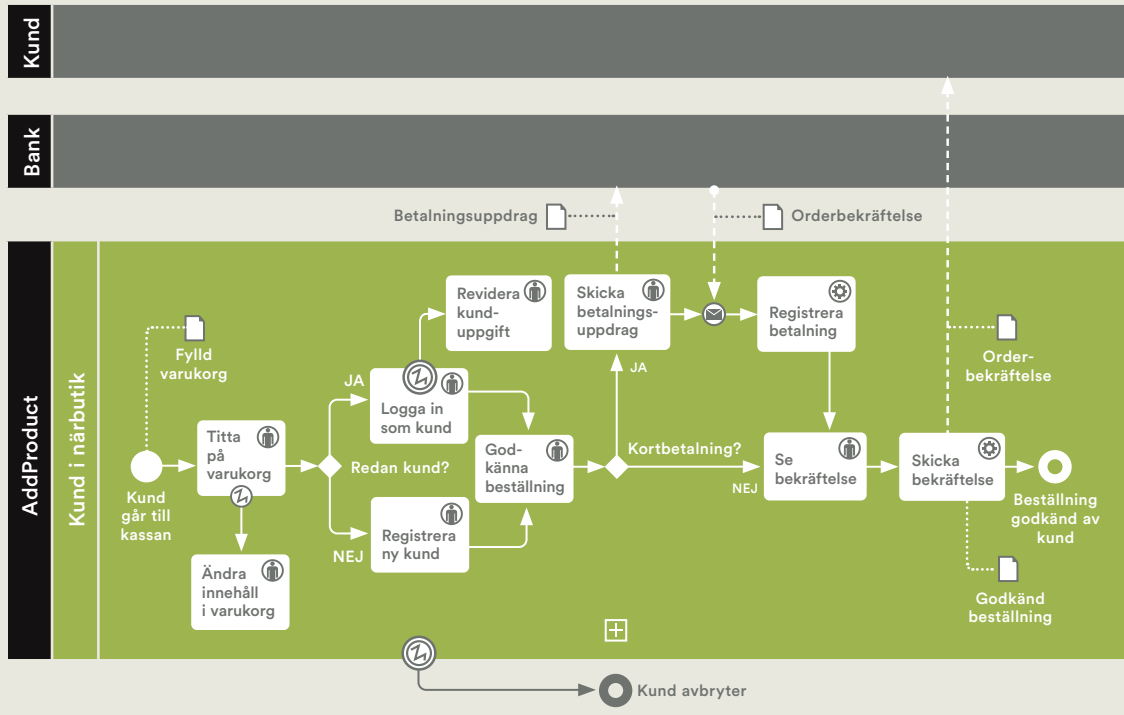 Kund
Bank
Betalningsuppdrag
Orderbekräftelse
AddProduct
Kund i närbutik
Fylld
varukorg
Kund
går till
kassan
Titta
på
varukorg
Ändra
innehåll
i varukorg
Redan kund?
JA
NEJ
Revidera
kund-
uppgift
Logga in
som kund
Registrera
ny kund
God-
känna
beställning
Kortbetalning?
JA
NEJ
Skicka
betalnings-
uppdrag
Registrera
betalning
Se
bekräftelse
Skicka
bekräftelse
Order-
bekräftelse
Beställning
godkänd av
kund
Godkänd
beställning
Kund avbryter